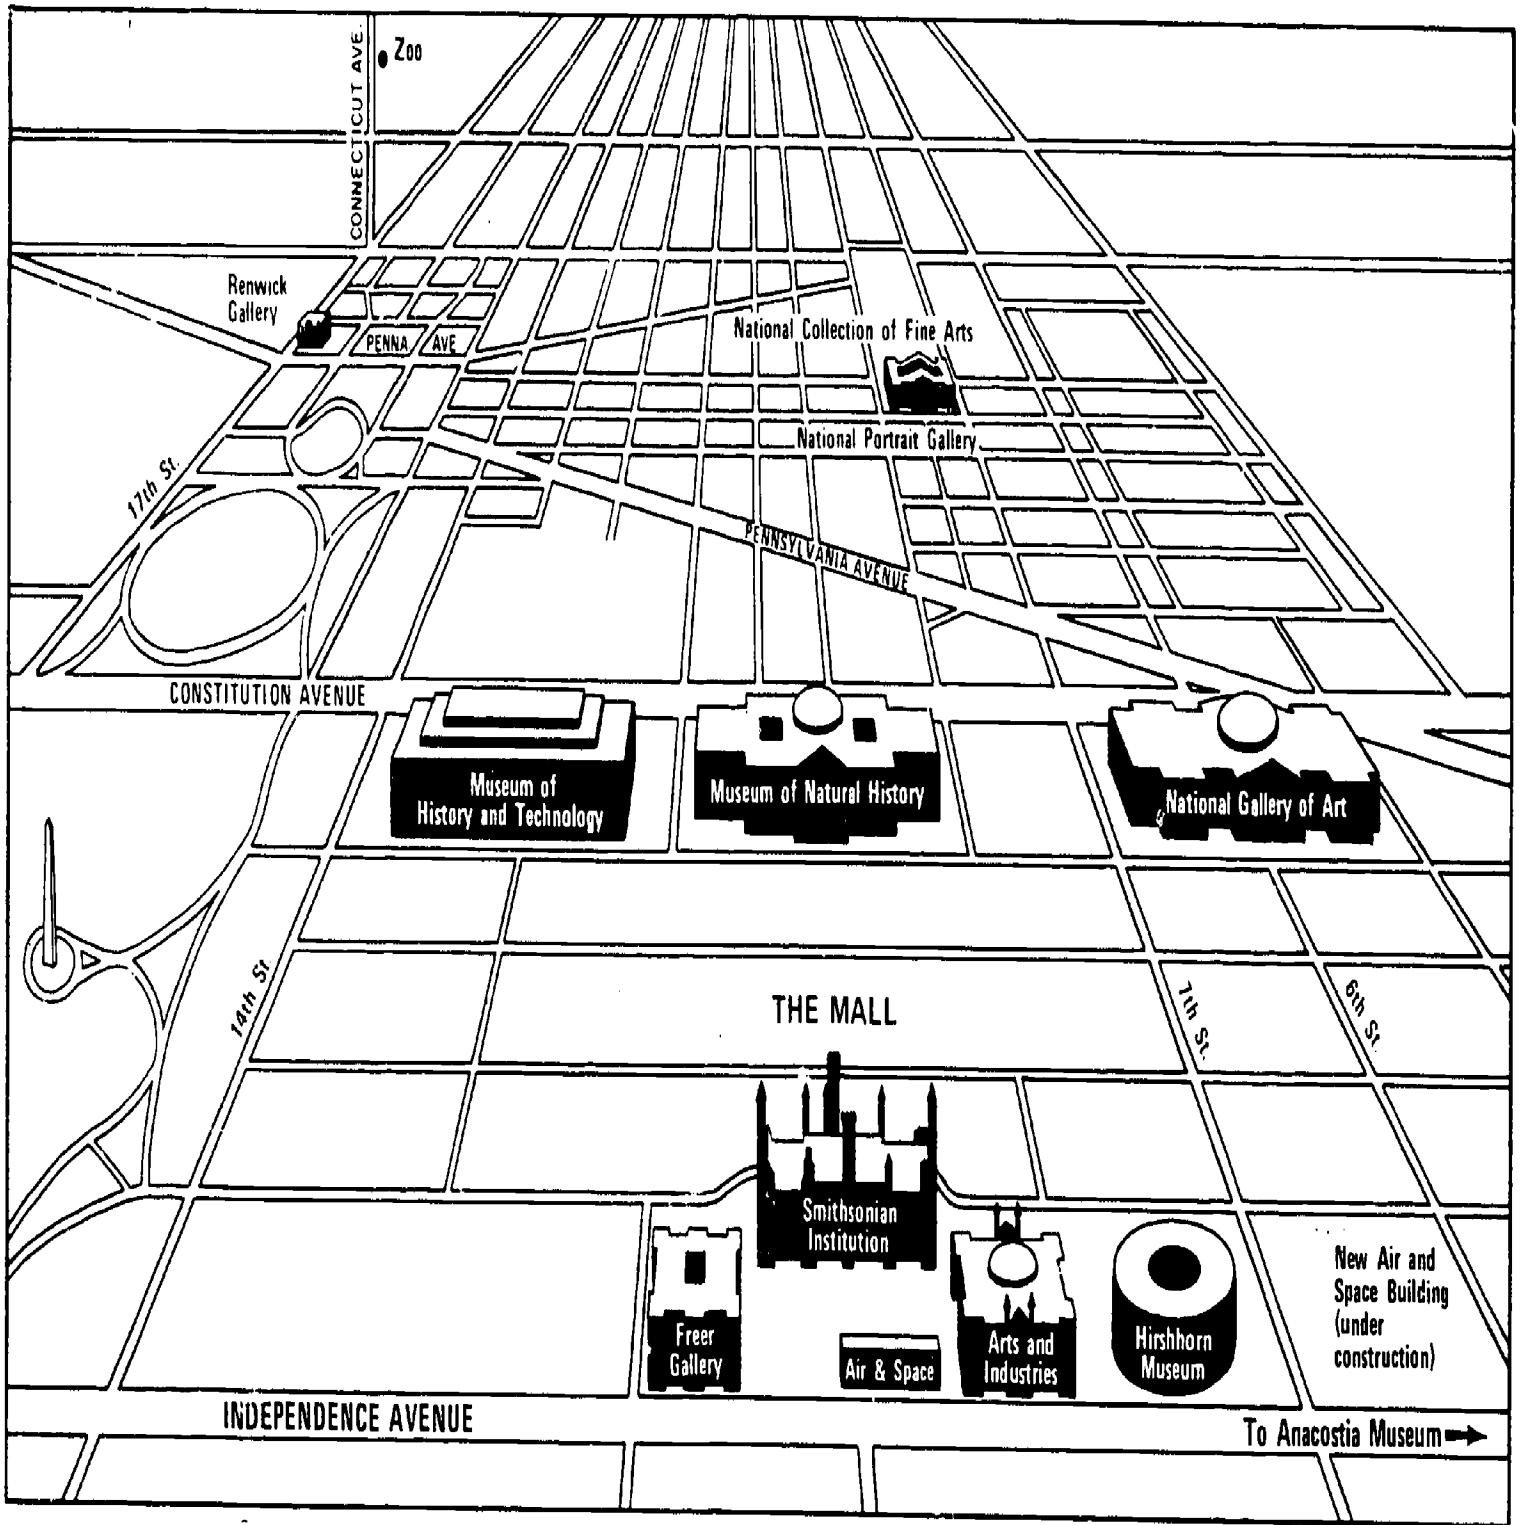 CONNECTICUT AVE.
Zoo
Renwick
Gallery
PENNA. AVE
National Collection of Fine Arts
National Portrait Gallery
17th St.
PENNSYLVANIA AVENUE
CONSTITUTION AVENUE
Museum of
History and Technology
Museum of Natural History
National Gallery of Art
14th St.
THE MALL
7th St.
6th St.
Smithsonian
Institution
Freer
Gallery
Air & Space
Arts and
Industries
Hirshhorn
Museum
New Air and
Space Building
(under
construction)
INDEPENDENCE AVENUE
To Anacostia Museum